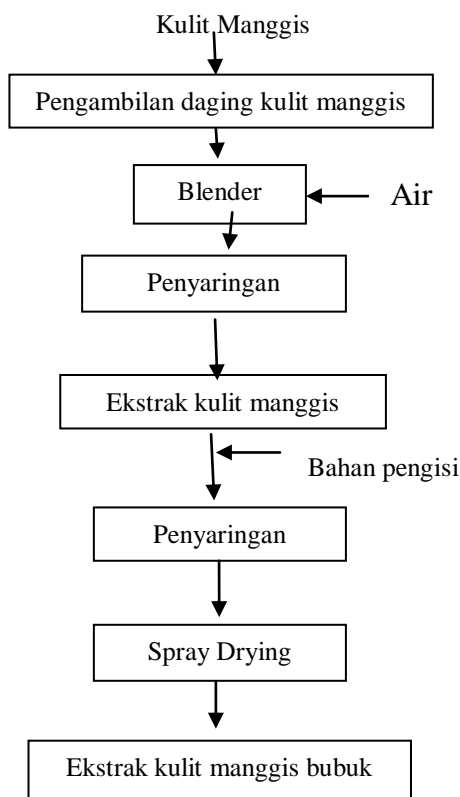 Kulit Manggis
Pengambilan daging kulit manggis
Blender
Air
Penyaringan
Ekstrak kulit manggis
Bahan pengisi
Penyaringan
Spray Drying
Ekstrak kulit manggis bubuk